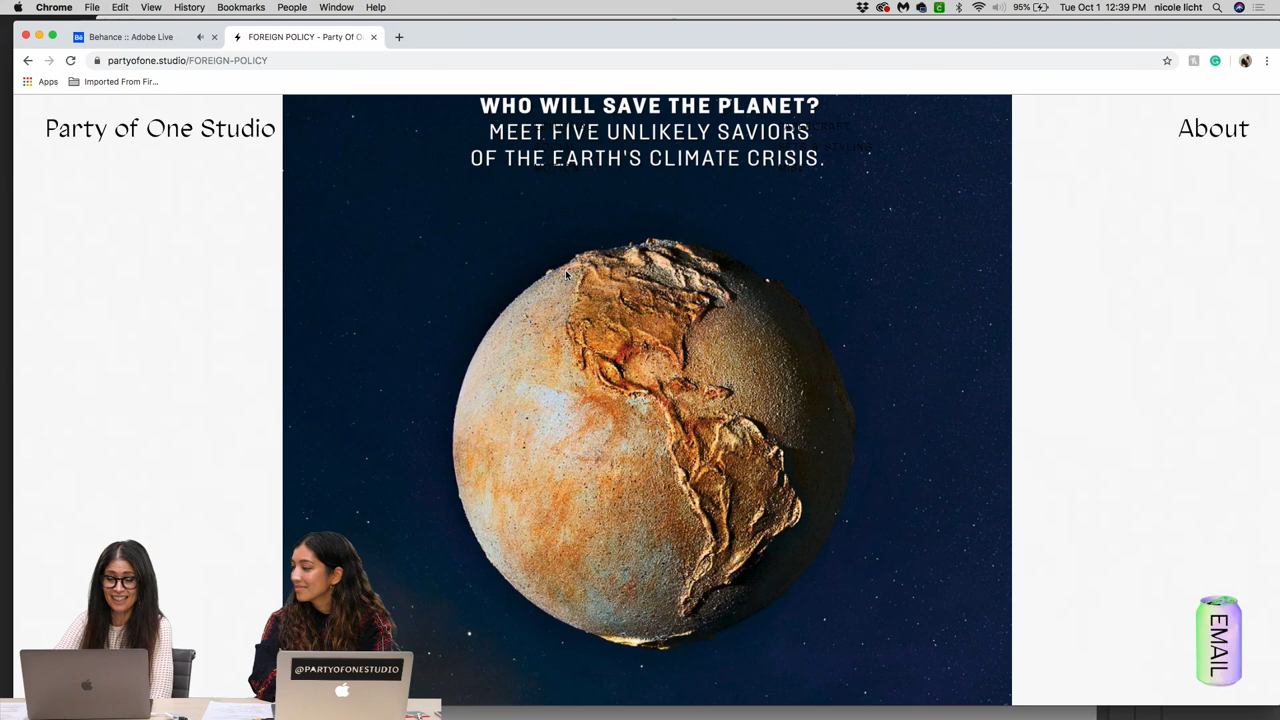 Chrome File Edit View History Bookmarks People Window Help
95% Tue Oct 1 12:39 PM nicole licht
Behance :: Adobe Live
FOREIGN POLICY - Party Of O
partyofone.studio/FOREIGN-POLICY
Apps Imported From Fir...
Party of One Studio
About
WHO WILL SAVE THE PLANET?
MEET FIVE UNLIKELY SAVIORS
OF THE EARTH'S CLIMATE CRISIS.
EMAIL
@PARTYOFONESTUDIO